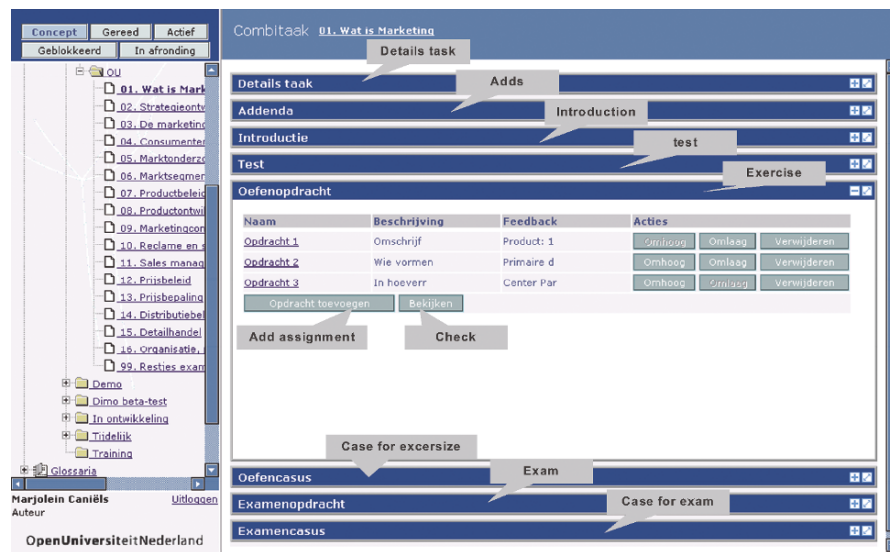 Concept Gereed Actief
Geblokkeerd In afronding
OU
01. Wat is Mark
02. Strategieontw
03. De marketing
04. Consumenten
05. Marktonderzo
06. Marktsegmen
07. Productbeleid
08. Productontwi
09. Marketingcon
10. Reclame en s
11. Sales manag
12. Prijsbeleid
13. Prijsbepaling
14. Distributiebel
15. Detailhandel
16. Organisatie,
99. Resties exam
Demo
Dimo beta-test
In ontwikkeling
Tijdelijk
Training
Glossaria
Marjolein Caniëls Uitloggen
Auteur
OpenUniversiteitNederland
Combitaak 01. Wat is Marketing
Details task
Details taak
Adds
Addenda
Introduction
Introductie
test
Test
Exercise
Oefenopdracht
Naam Beschrijving Feedback Acties
Opdracht 1 Omschrijf Product: 1 Omhoog Omlaag Verwijderen
Opdracht 2 Wie vormen Primaire d Omhoog Omlaag Verwijderen
Opdracht 3 In hoeverr Center Par Omhoog Omlaag Verwijderen
Opdracht toevoegen Bekijken
Add assignment Check
Case for excersize
Oefencasus
Exam
Examenopdracht
Case for exam
Examencasus